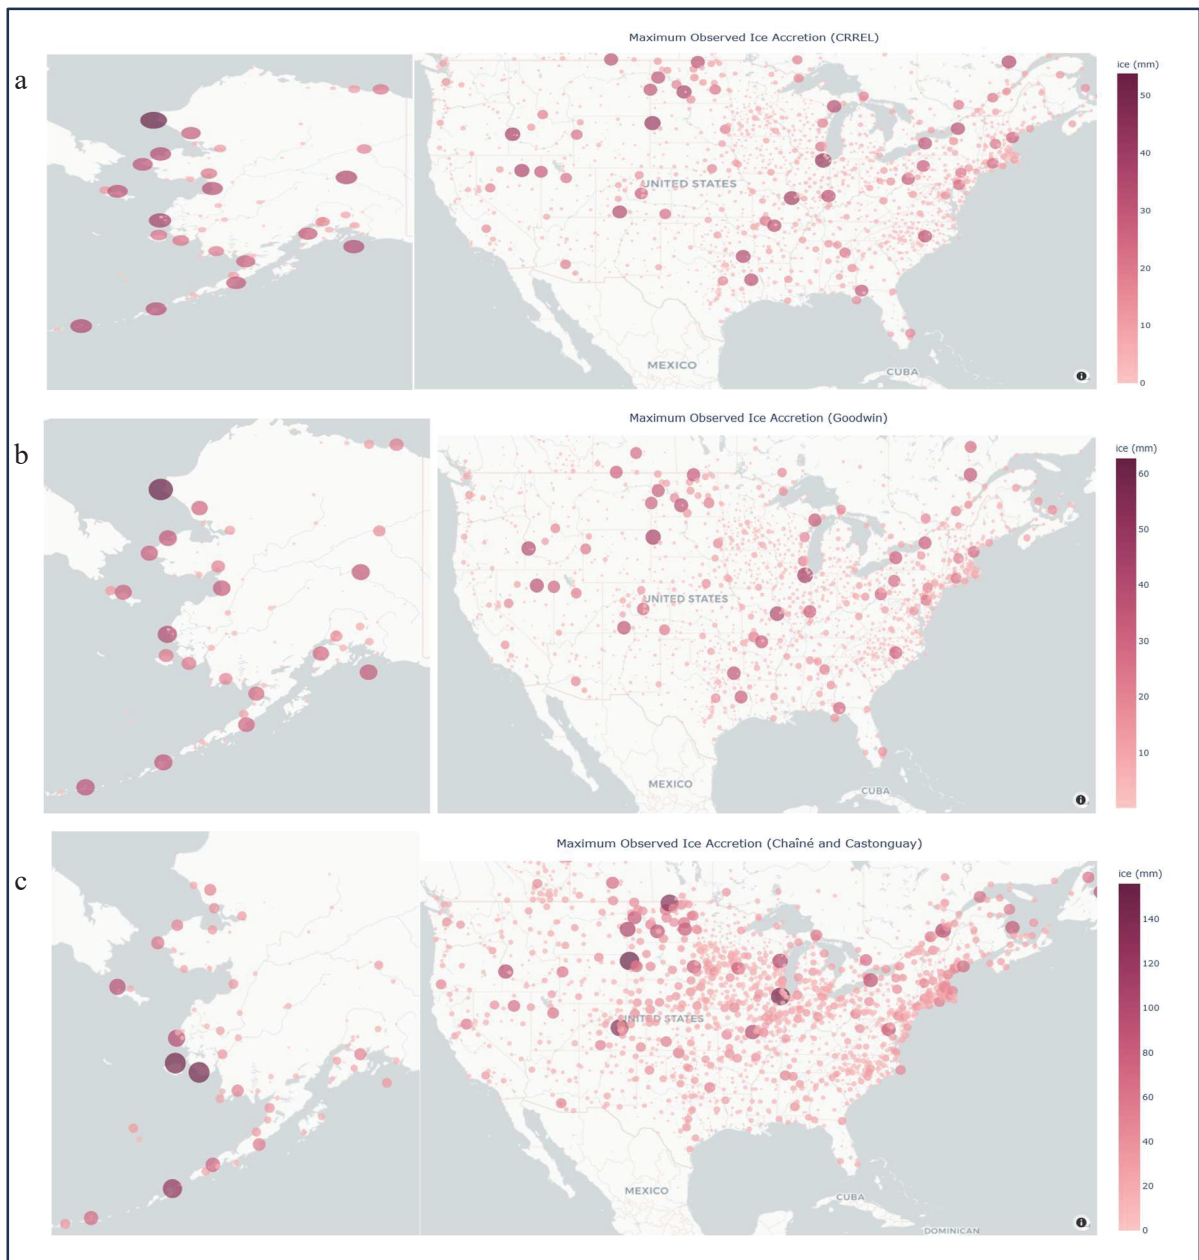 Maximum Observed Ice Accretion (CRREL)
a
ice (mm)
50
40
30
20
10
0
UNITED STATES
MEXICO
CUBA
i
Maximum Observed Ice Accretion (Goodwin)
b
ice (mm)
60
50
40
30
20
10
UNITED STATES
MEXICO
CUBA
i
Maximum Observed Ice Accretion (Chaîné and Castonguay)
c
ice (mm)
140
120
100
80
60
40
20
0
UNITED STATES
MEXICO
CUBA
DOMINICAN
i